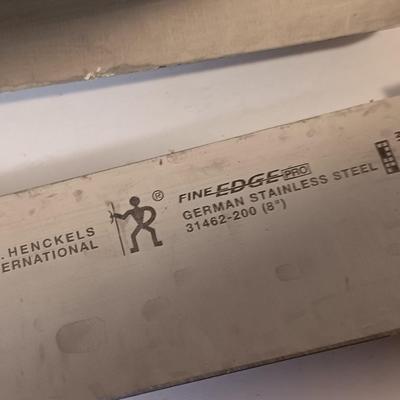 . HENCKELS
ERNATIONAL
®
FINE EDGE PRO
GERMAN STAINLESS STEEL
31462-200 (8")